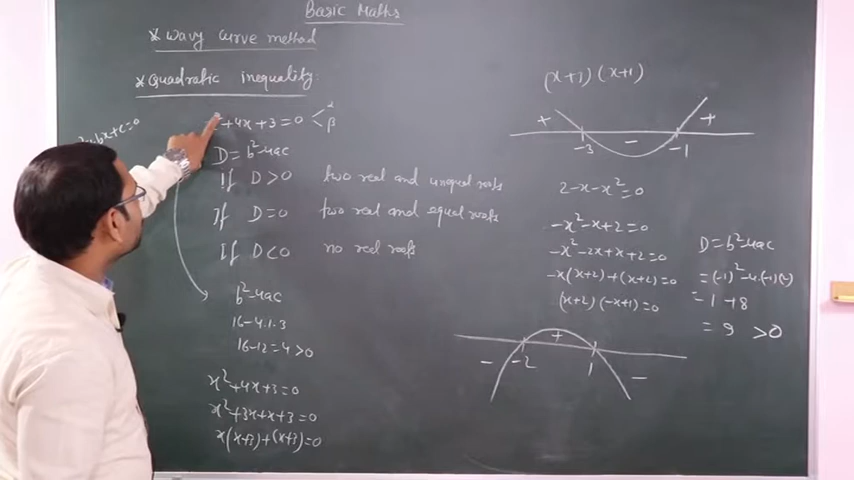 Basic Maths
*Wavy curve method
*Quadratic inequality:
bx+c=0
+4x+3=0 < α
β
D=b²-4ac
If D>0 two real and unequal roots
If D=0 two real and equal roots
If D<0 no real roots
b²-4ac
16-4.1.3
16-12=4>0
x²+4x+3=0
x²+3x+x+3=0
x(x+3)+(x+3)=0
(x+3)(x+1)
+ - +
-3 -1
2-x-x²=0
-x²-x+2=0
-x²-2x+x+2=0
-x(x+2)+(x+2)=0
(x+2)(-x+1)=0
D=b²-4ac
=(-1)²-4.(-1)(2)
=1+8
=9 >0
- -2 + 1 -